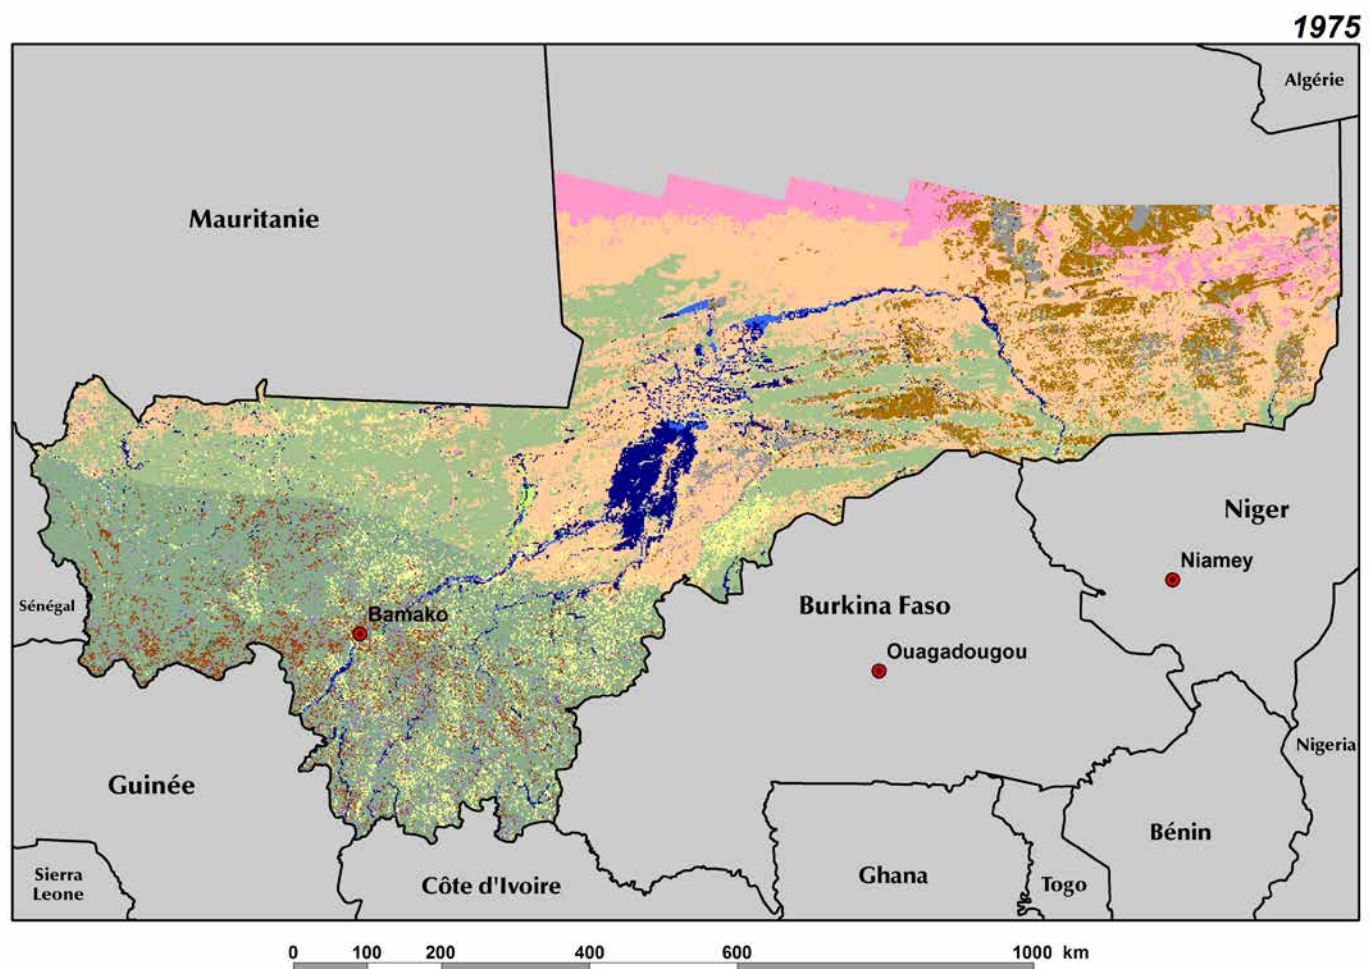 1975
Algérie
Mauritanie
Niger
Niamey
Sénégal
Burkina Faso
Bamako
Ouagadougou
Nigeria
Guinée
Bénin
Sierra
Leone
Côte d'Ivoire
Ghana
Togo
0 100 200 400 600 1000 km